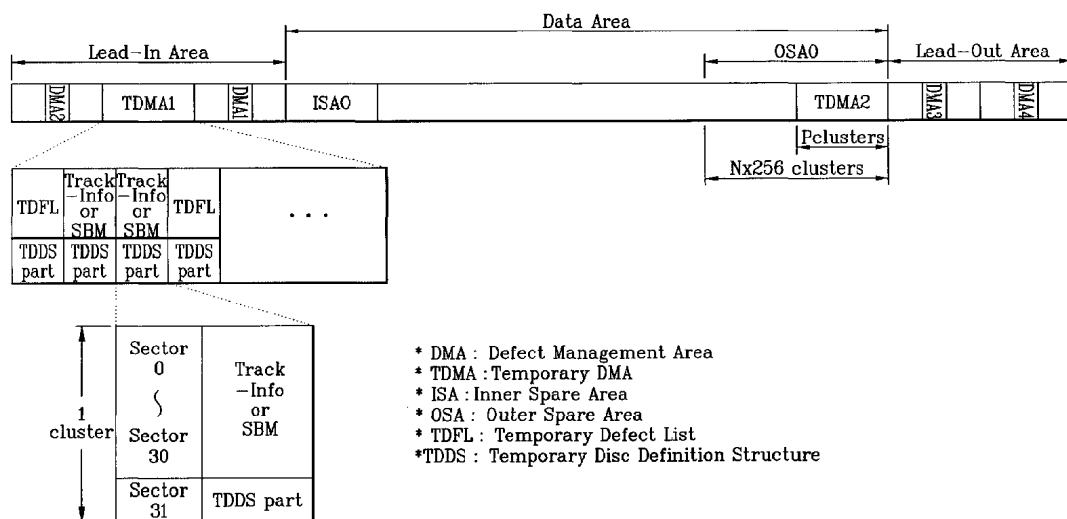 Data Area
Lead-In Area
OSA0
Lead-Out Area
DMA2
TDMA1
DMA1
ISA0
TDMA2
DMA3
DMA4
Pclusters
Nx256 clusters
TDFL
Track
-Info
or
SBM
Track
-Info
or
SBM
TDFL
...
TDDS
part
TDDS
part
TDDS
part
TDDS
part
1
cluster
Sector
0
Sector
30
Track
-Info
or
SBM
Sector
31
TDDS part
* DMA : Defect Management Area
* TDMA : Temporary DMA
* ISA : Inner Spare Area
* OSA : Outer Spare Area
* TDFL : Temporary Defect List
*TDDS : Temporary Disc Definition Structure